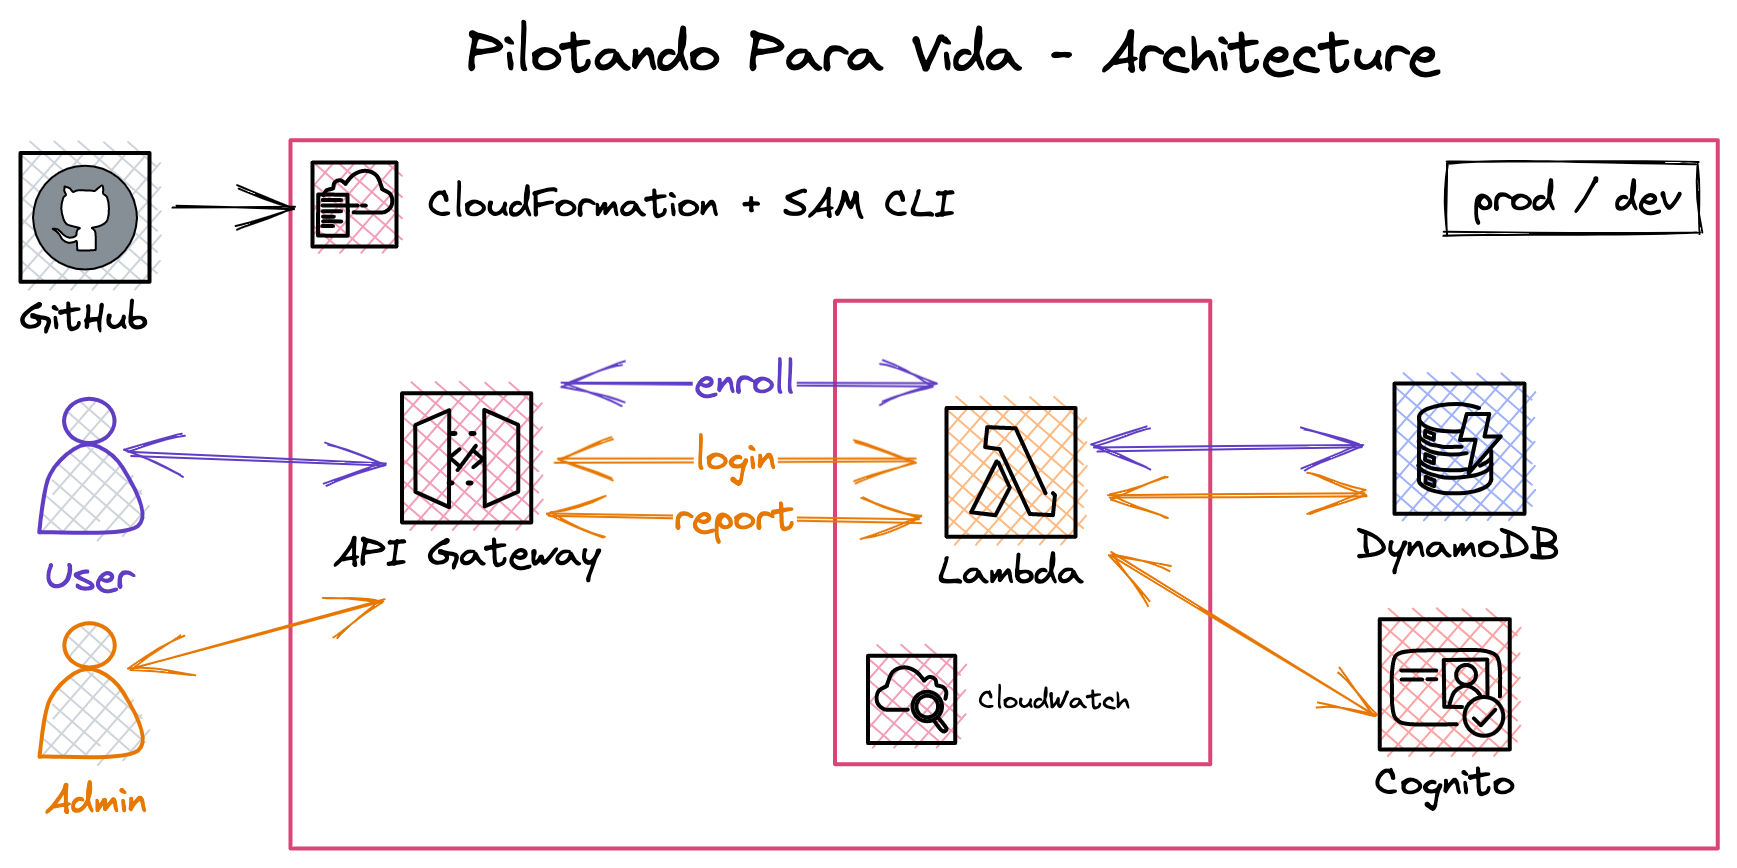 Pilotando Para Vida - Architecture
CloudFormation + SAM CLI
prod / dev
GitHub
enroll
login
report
API Gateway
Lambda
DynamoDB
User
CloudWatch
Cognito
Admin